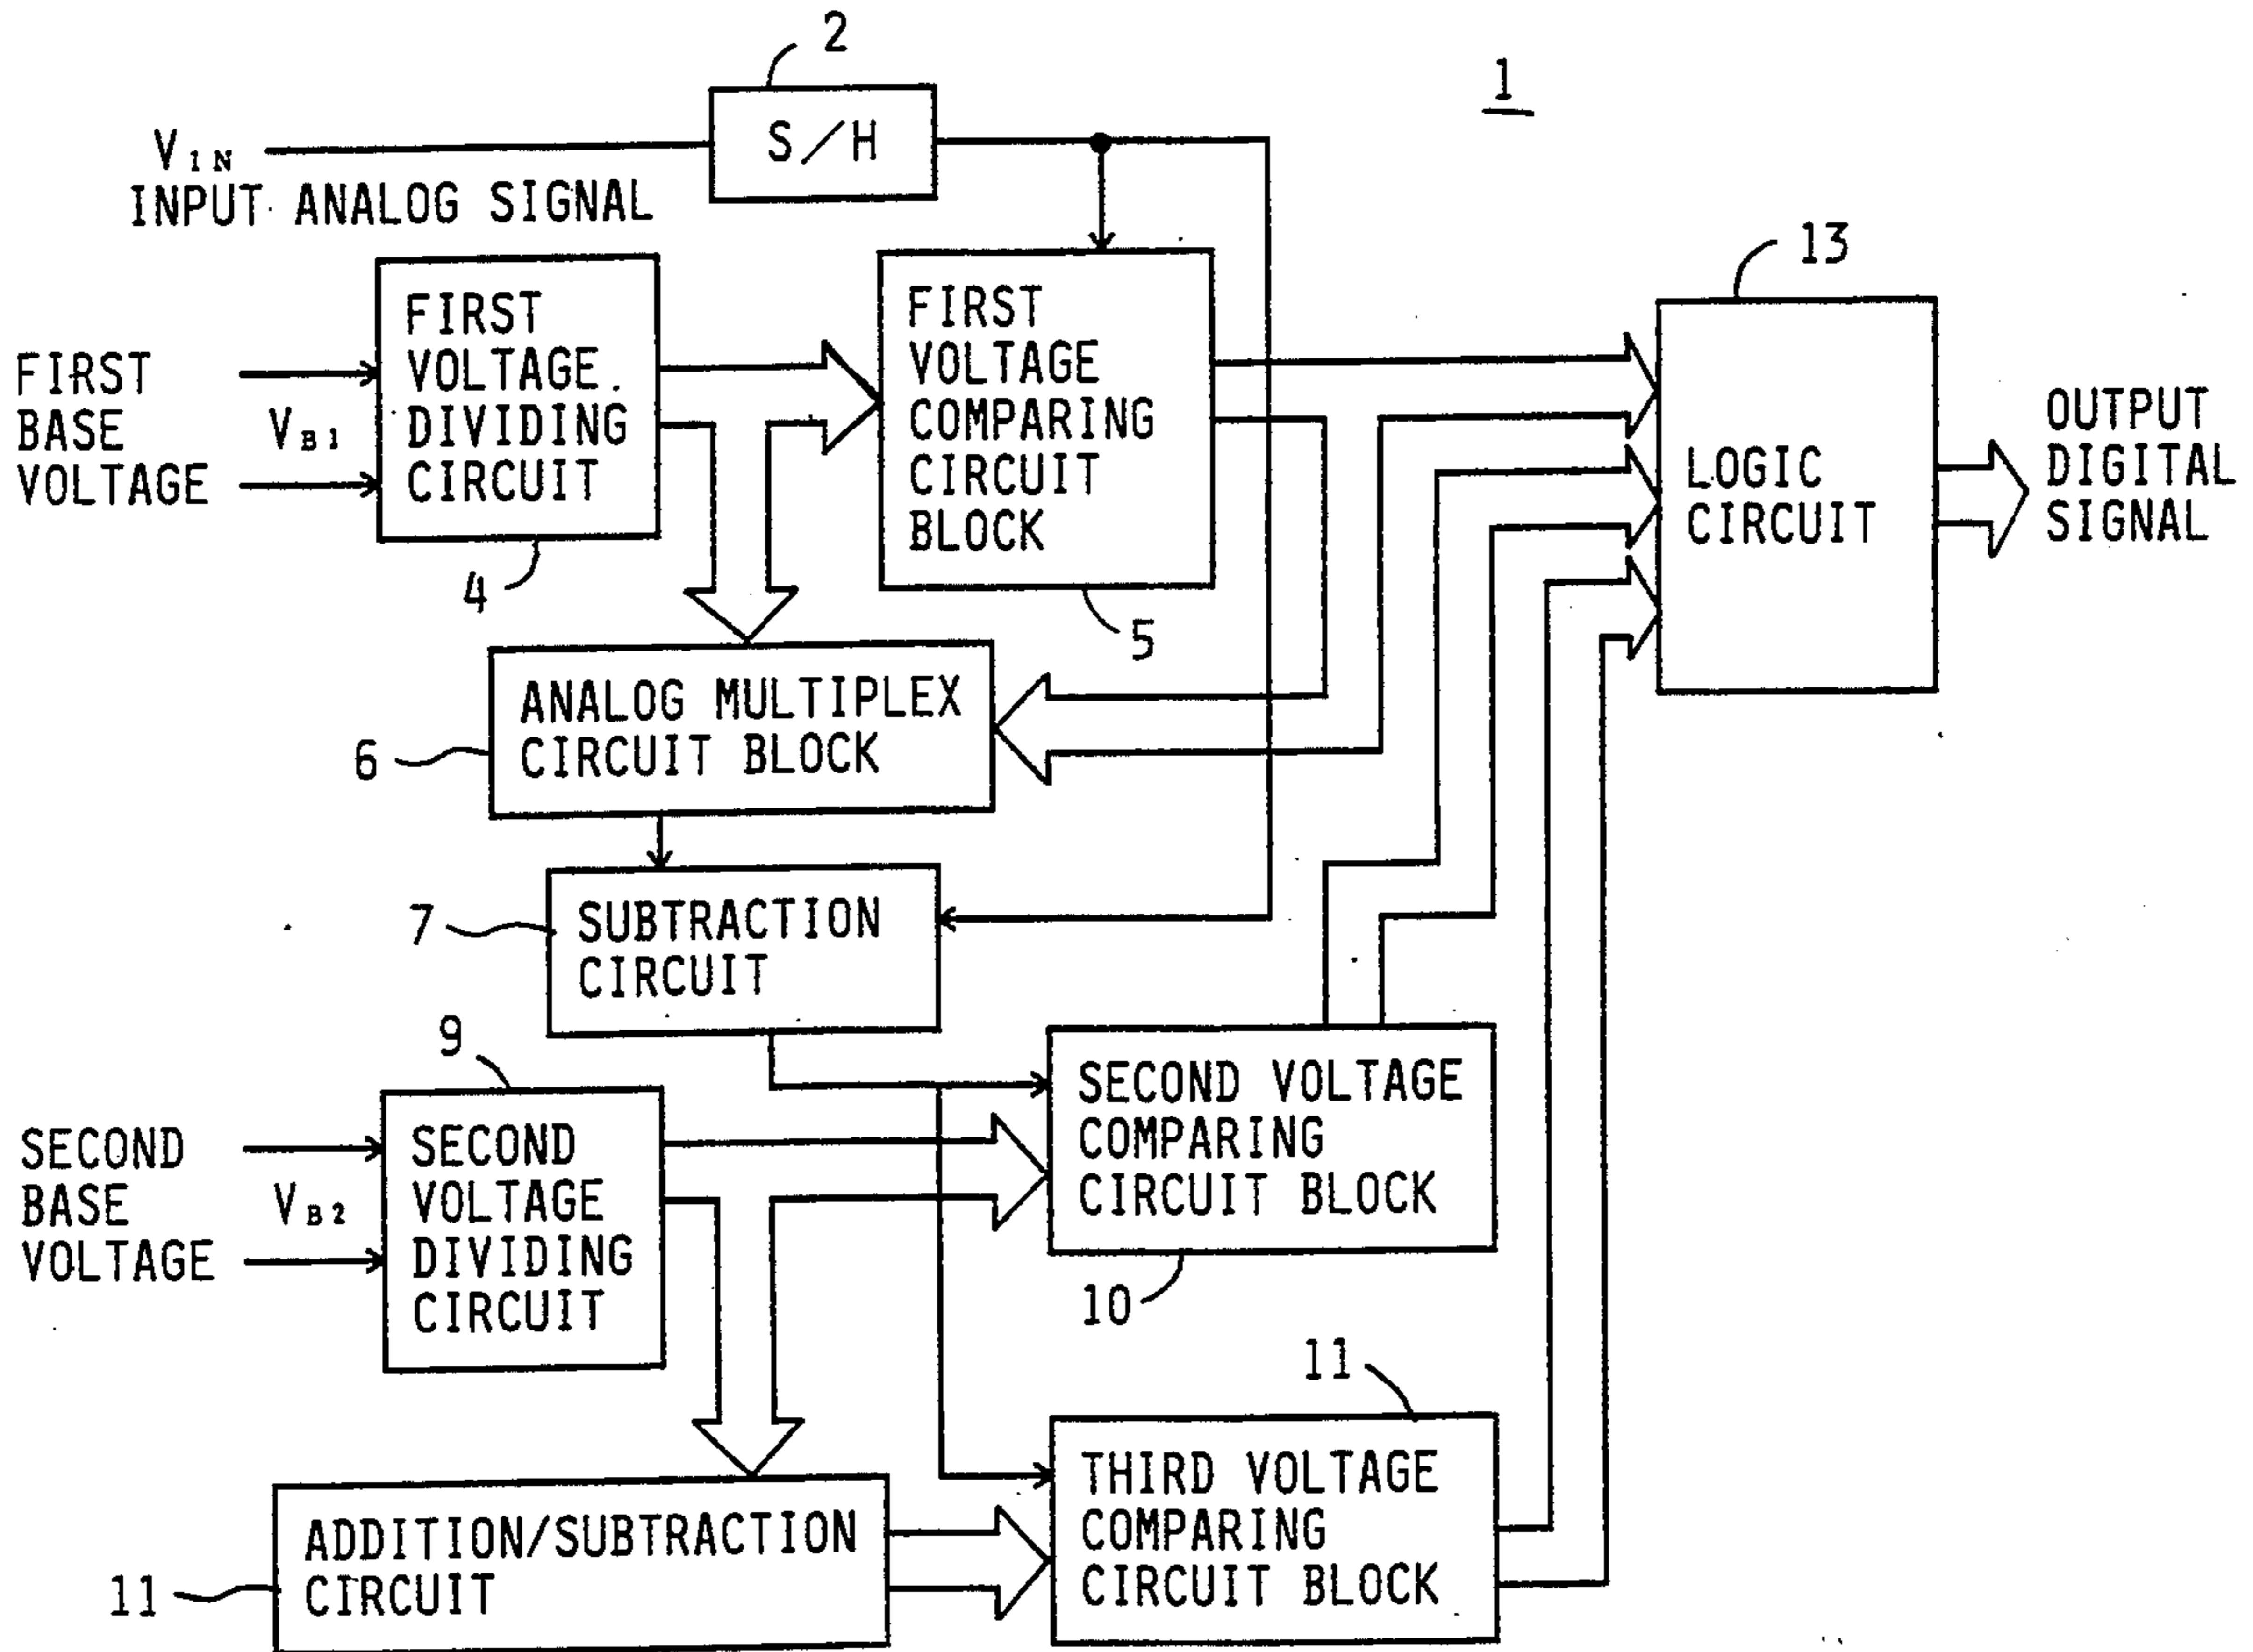 2
1
S/H
VIN
INPUT ANALOG SIGNAL
13
FIRST
VOLTAGE
DIVIDING
CIRCUIT
FIRST
VOLTAGE
COMPARING
CIRCUIT
BLOCK
FIRST
BASE
VOLTAGE
VB1
LOGIC
CIRCUIT
OUTPUT
DIGITAL
SIGNAL
4
5
ANALOG MULTIPLEX
CIRCUIT BLOCK
6
SUBTRACTION
CIRCUIT
7
9
SECOND VOLTAGE
COMPARING
CIRCUIT BLOCK
SECOND
BASE
VOLTAGE
VB2
SECOND
VOLTAGE
DIVIDING
CIRCUIT
10
11
THIRD VOLTAGE
COMPARING
CIRCUIT BLOCK
ADDITION/SUBTRACTION
CIRCUIT
11